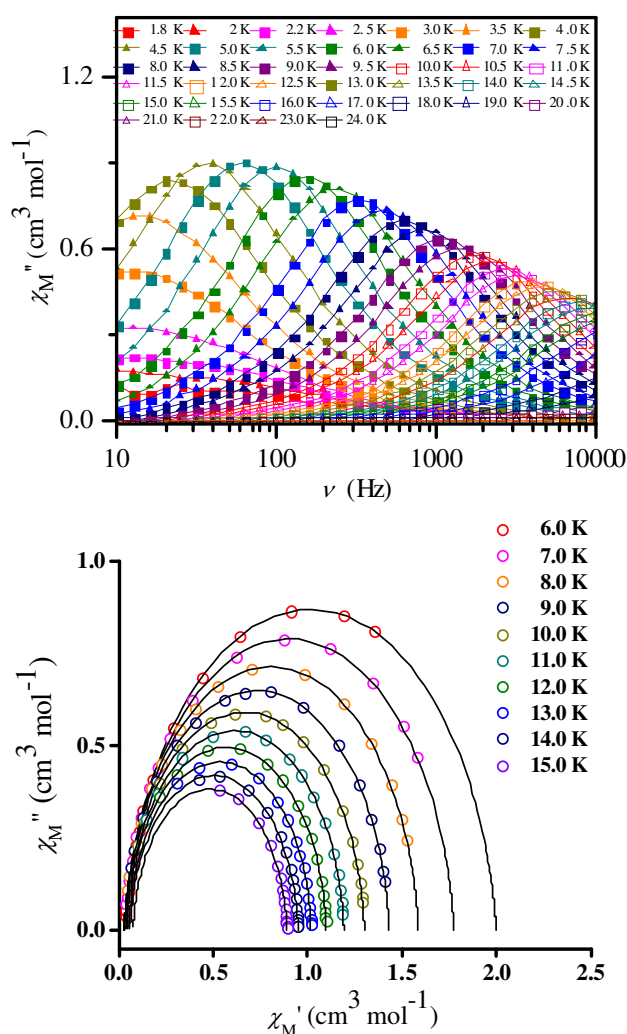 1.8 K 2 K 2.2 K 2.5 K 3.0 K 3.5 K 4.0 K
4.5 K 5.0 K 5.5 K 6.0 K 6.5 K 7.0 K 7.5 K
8.0 K 8.5 K 9.0 K 9.5 K 10.0 K 10.5 K 11.0 K
11.5 K 12.0 K 12.5 K 13.0 K 13.5 K 14.0 K 14.5 K
15.0 K 15.5 K 16.0 K 17.0 K 18.0 K 19.0 K 20.0 K
21.0 K 22.0 K 23.0 K 24.0 K
1.2
0.6
0.0
χM'' (cm³ mol⁻¹)
10 100 1000 10000
ν (Hz)
6.0 K
7.0 K
8.0 K
9.0 K
10.0 K
11.0 K
12.0 K
13.0 K
14.0 K
15.0 K
1.0
0.5
0.0
χM'' (cm³ mol⁻¹)
0.0 0.5 1.0 1.5 2.0 2.5
χM' (cm³ mol⁻¹)